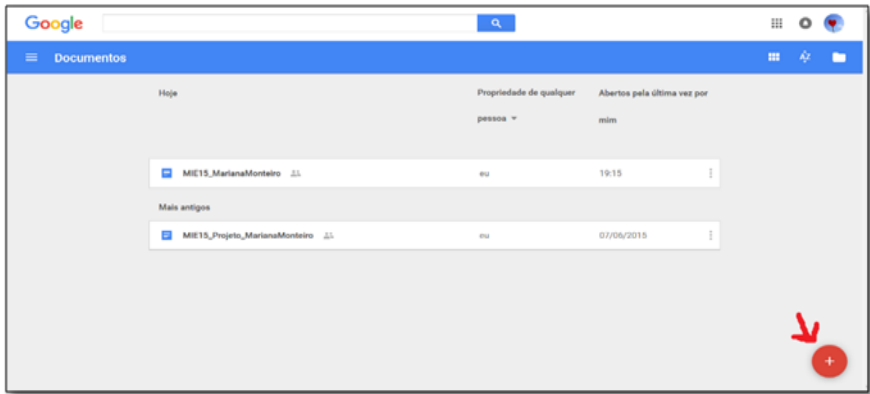 Google
Documentos
Hoje
Propriedade de qualquer pessoa
Abertos pela última vez por mim
MIE15_MarianaMonteiro eu 19:15
Mais antigos
MIE15_Projeto_MarianaMonteiro eu 07/06/2015